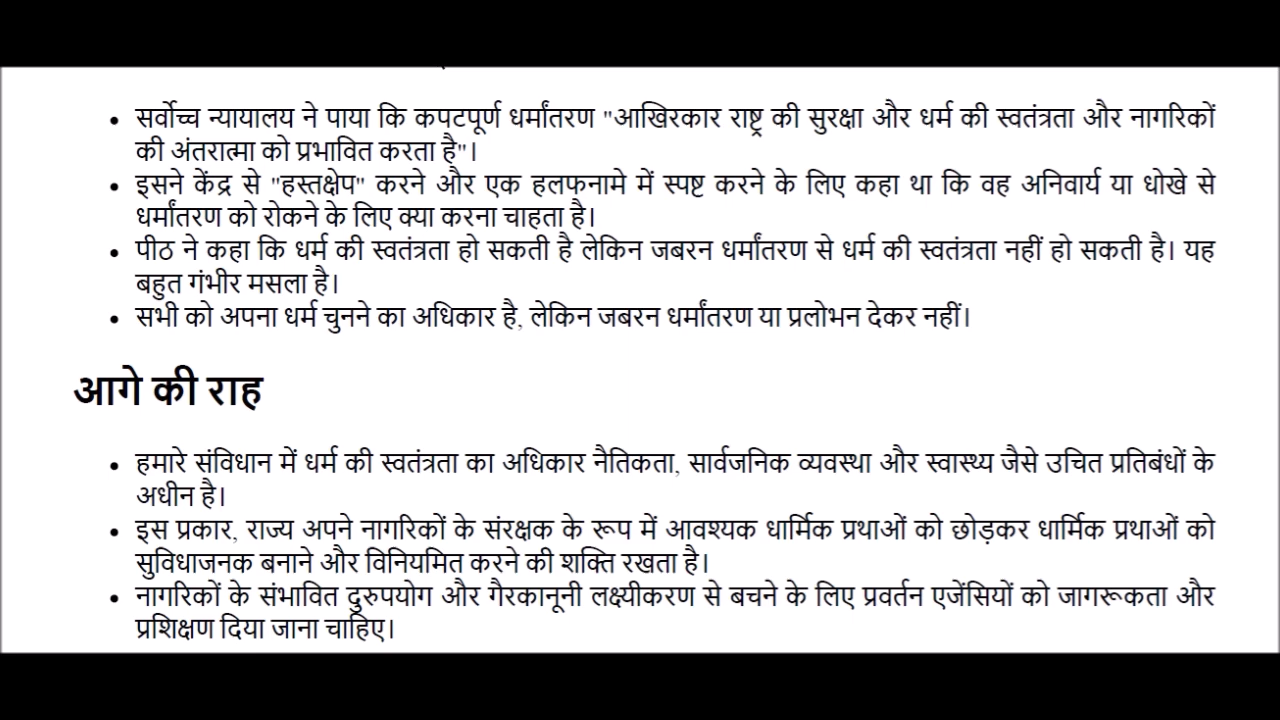 • सर्वोच्च न्यायालय ने पाया कि कपटपूर्ण धर्मांतरण "आखिरकार राष्ट्र की सुरक्षा और धर्म की स्वतंत्रता और नागरिकों
की अंतरात्मा को प्रभावित करता है"।
• इसने केंद्र से "हस्तक्षेप" करने और एक हलफनामे में स्पष्ट करने के लिए कहा था कि वह अनिवार्य या धोखे से
धर्मांतरण को रोकने के लिए क्या करना चाहता है।
• पीठ ने कहा कि धर्म की स्वतंत्रता हो सकती है लेकिन जबरन धर्मांतरण से धर्म की स्वतंत्रता नहीं हो सकती है। यह
बहुत गंभीर मसला है।
• सभी को अपना धर्म चुनने का अधिकार है, लेकिन जबरन धर्मांतरण या प्रलोभन देकर नहीं।
आगे की राह
• हमारे संविधान में धर्म की स्वतंत्रता का अधिकार नैतिकता, सार्वजनिक व्यवस्था और स्वास्थ्य जैसे उचित प्रतिबंधों के
अधीन है।
• इस प्रकार, राज्य अपने नागरिकों के संरक्षक के रूप में आवश्यक धार्मिक प्रथाओं को छोड़कर धार्मिक प्रथाओं को
सुविधाजनक बनाने और विनियमित करने की शक्ति रखता है।
• नागरिकों के संभावित दुरुपयोग और गैरकानूनी लक्ष्यीकरण से बचने के लिए प्रवर्तन एजेंसियों को जागरूकता और
प्रशिक्षण दिया जाना चाहिए।